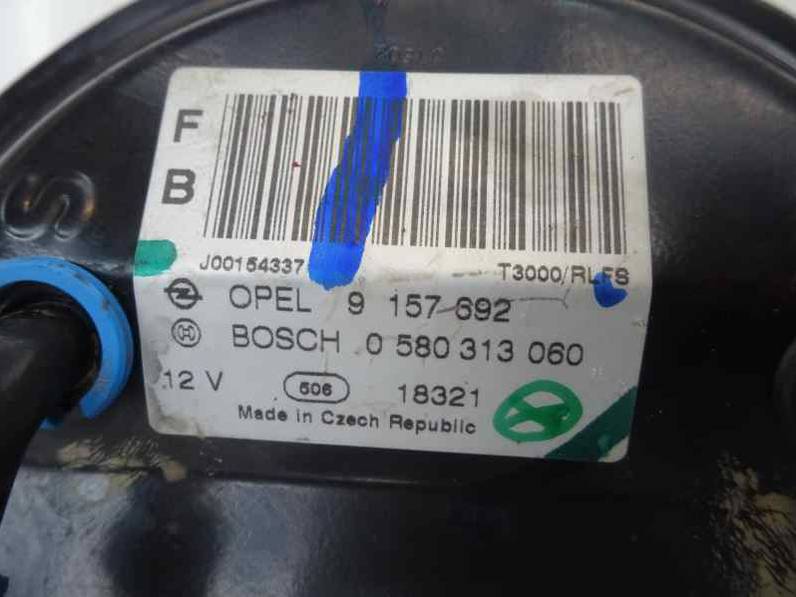 F
B
J00154337 T3000/RLFS
OPEL 9 157 692
BOSCH 0 580 313 060
12 V 506 18321
Made in Czech Republic
S